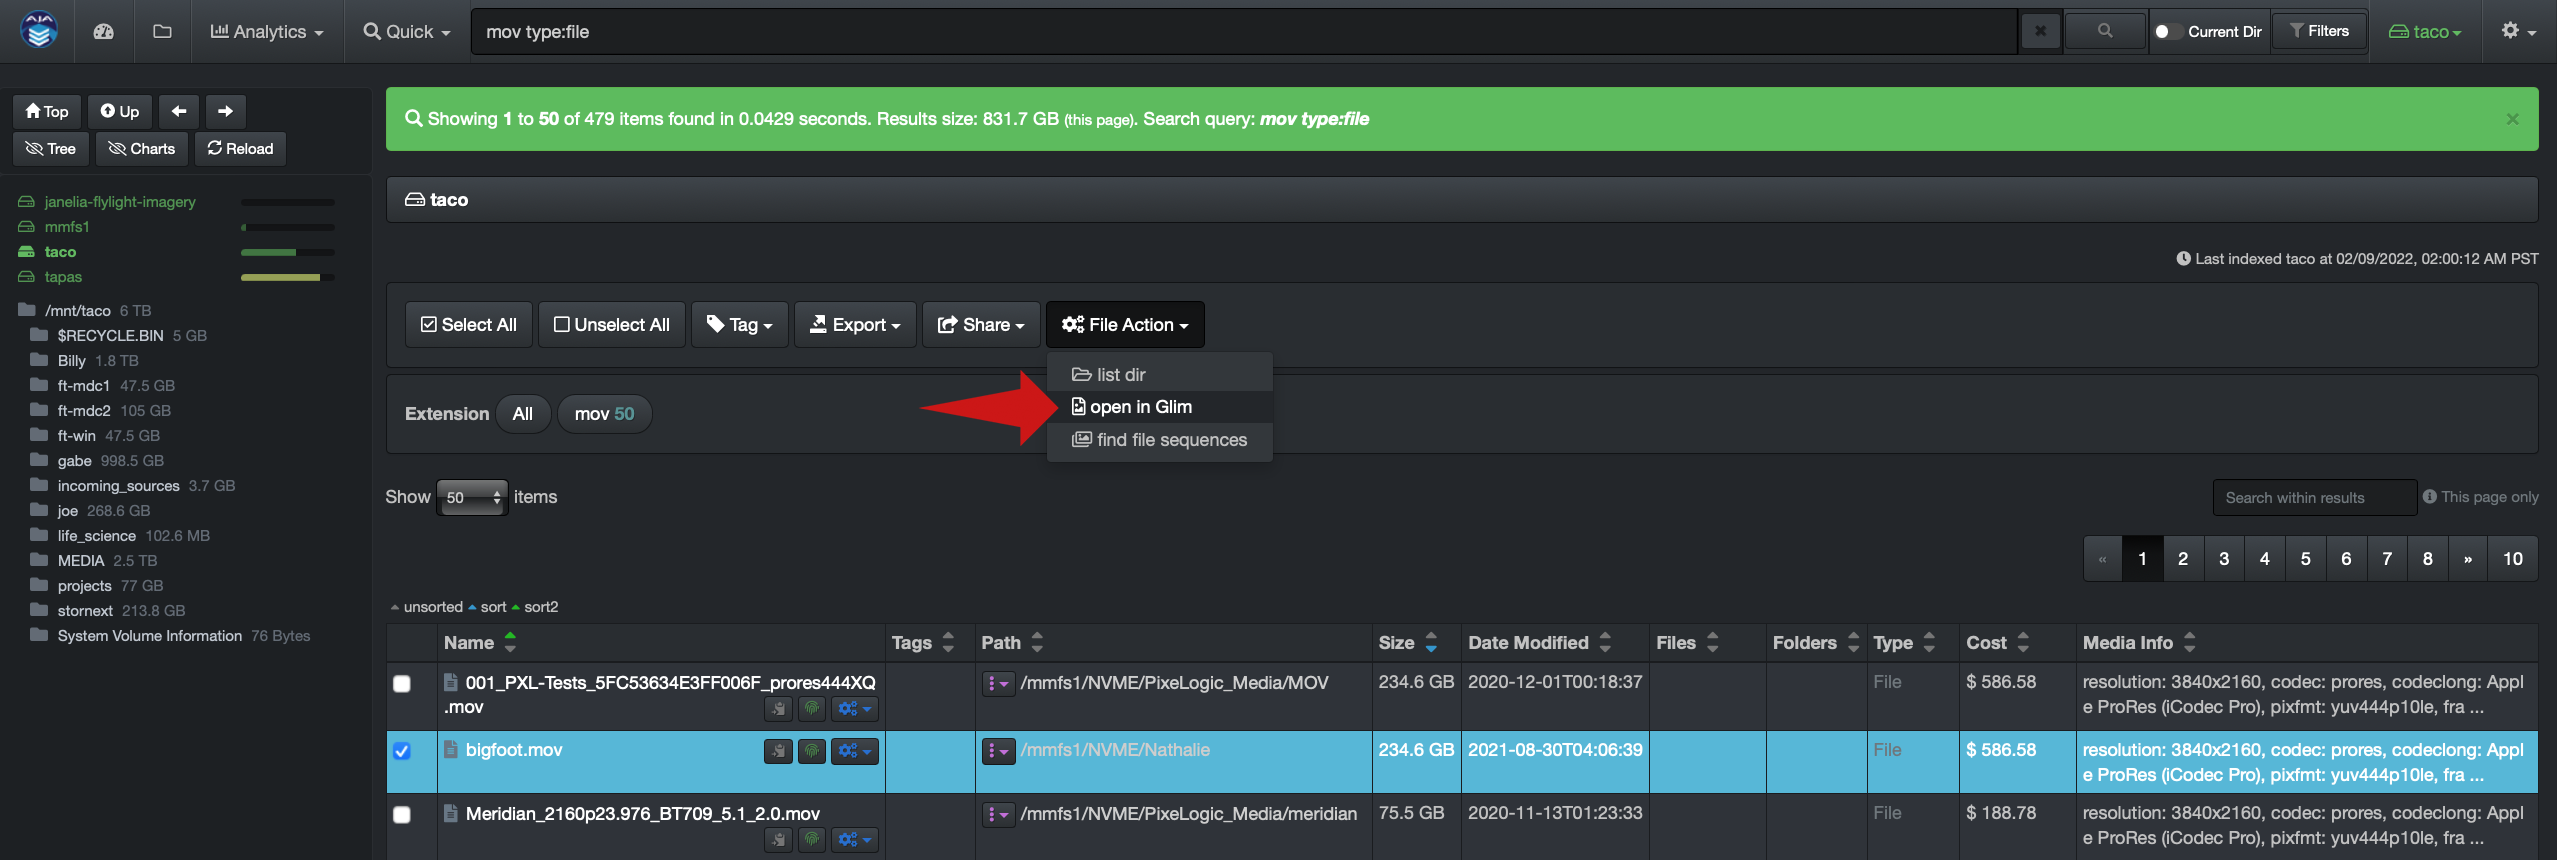 AJA
Analytics
Quick
mov type:file
Current Dir
Filters
taco
Top
Up
Tree
Charts
Reload
janelia-flylight-imagery
mmfs1
taco
tapas
/mnt/taco 6 TB
$RECYCLE.BIN 5 GB
Billy 1.8 TB
ft-mdc1 47.5 GB
ft-mdc2 105 GB
ft-win 47.5 GB
gabe 998.5 GB
incoming_sources 3.7 GB
joe 268.6 GB
life_science 102.6 MB
MEDIA 2.5 TB
projects 77 GB
stornext 213.8 GB
System Volume Information 76 Bytes
Showing 1 to 50 of 479 items found in 0.0429 seconds. Results size: 831.7 GB (this page). Search query: mov type:file
×
taco
Last indexed taco at 02/09/2022, 02:00:12 AM PST
Select All
Unselect All
Tag
Export
Share
File Action
list dir
open in Glim
find file sequences
Extension All mov 50
Show 50 items
Search within results
This page only
« 1 2 3 4 5 6 7 8 » 10
unsorted sort sort2
Name Tags Path Size Date Modified Files Folders Type Cost Media Info
001_PXL-Tests_5FC53634E3FF006F_prores444XQ /mmfs1/NVME/PixeLogic_Media/MOV 234.6 GB 2020-12-01T00:18:37 File $ 586.58 resolution: 3840x2160, codec: prores, codeclong: Appl
.mov e ProRes (iCodec Pro), pixfmt: yuv444p10le, fra ...
bigfoot.mov /mmfs1/NVME/Nathalie 234.6 GB 2021-08-30T04:06:39 File $ 586.58 resolution: 3840x2160, codec: prores, codeclong: Appl
e ProRes (iCodec Pro), pixfmt: yuv444p10le, fra ...
Meridian_2160p23.976_BT709_5.1_2.0.mov /mmfs1/NVME/PixeLogic_Media/meridian 75.5 GB 2020-11-13T01:23:33 File $ 188.78 resolution: 3840x2160, codec: prores, codeclong: Appl
e ProRes (iCodec Pro), pixfmt: yuv444p10le, fra ...